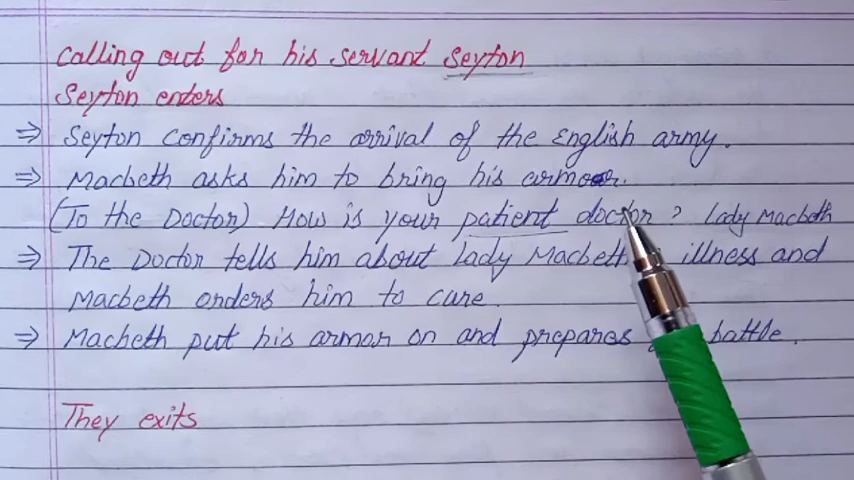 Calling out for his servant Seyton
Seyton enters
⇒ Seyton confirms the arrival of the English army.
⇒ Macbeth asks him to bring his armour.
(To the Doctor) How is your patient doctor? Lady Macbeth
⇒ The Doctor tells him about Lady Macbeth illness and
Macbeth orders him to cure.
⇒ Macbeth put his armar on and prepares battle.
They exits